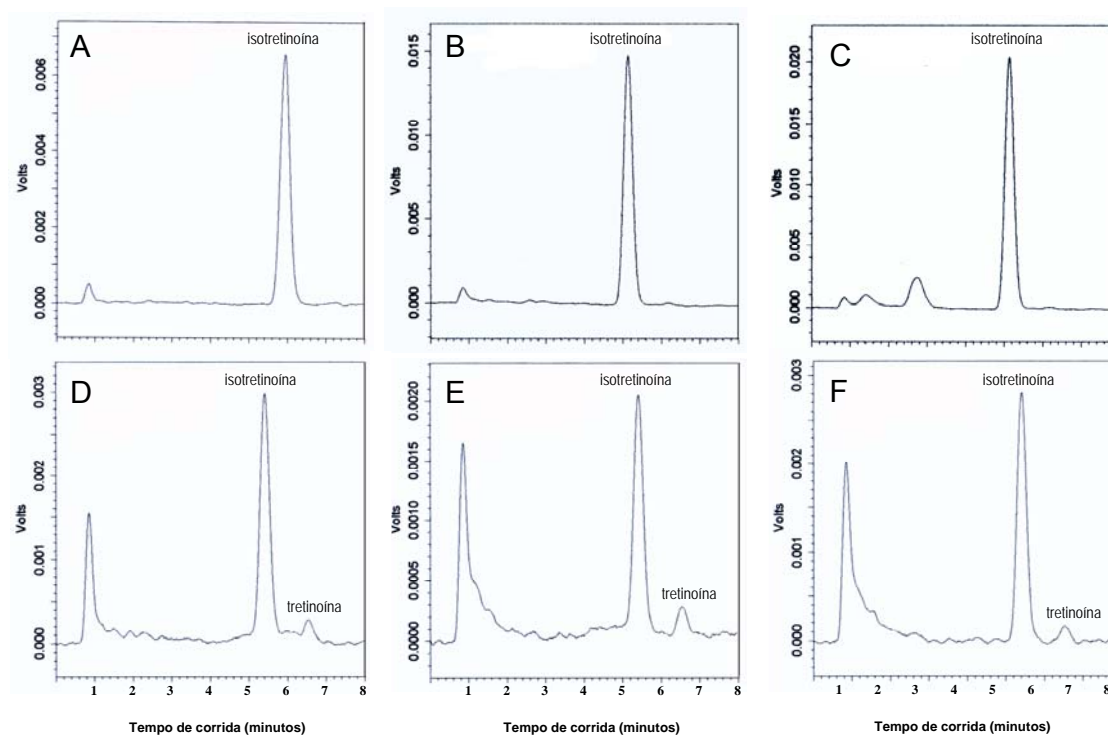 A
isotretinoína
Volts
0.006
0.004
0.002
0.000
B
isotretinoína
Volts
0.015
0.010
0.005
0.000
C
isotretinoína
Volts
0.020
0.015
0.010
0.005
0.000
D
isotretinoína
tretinoína
Volts
0.003
0.002
0.001
0.000
1 2 3 4 5 6 7 8
Tempo de corrida (minutos)
E
isotretinoína
tretinoína
Volts
0.0020
0.0015
0.0010
0.0005
0.0000
1 2 3 4 5 6 7 8
Tempo de corrida (minutos)
F
isotretinoína
tretinoína
Volts
0.003
0.002
0.001
0.000
1 2 3 4 5 6 7 8
Tempo de corrida (minutos)